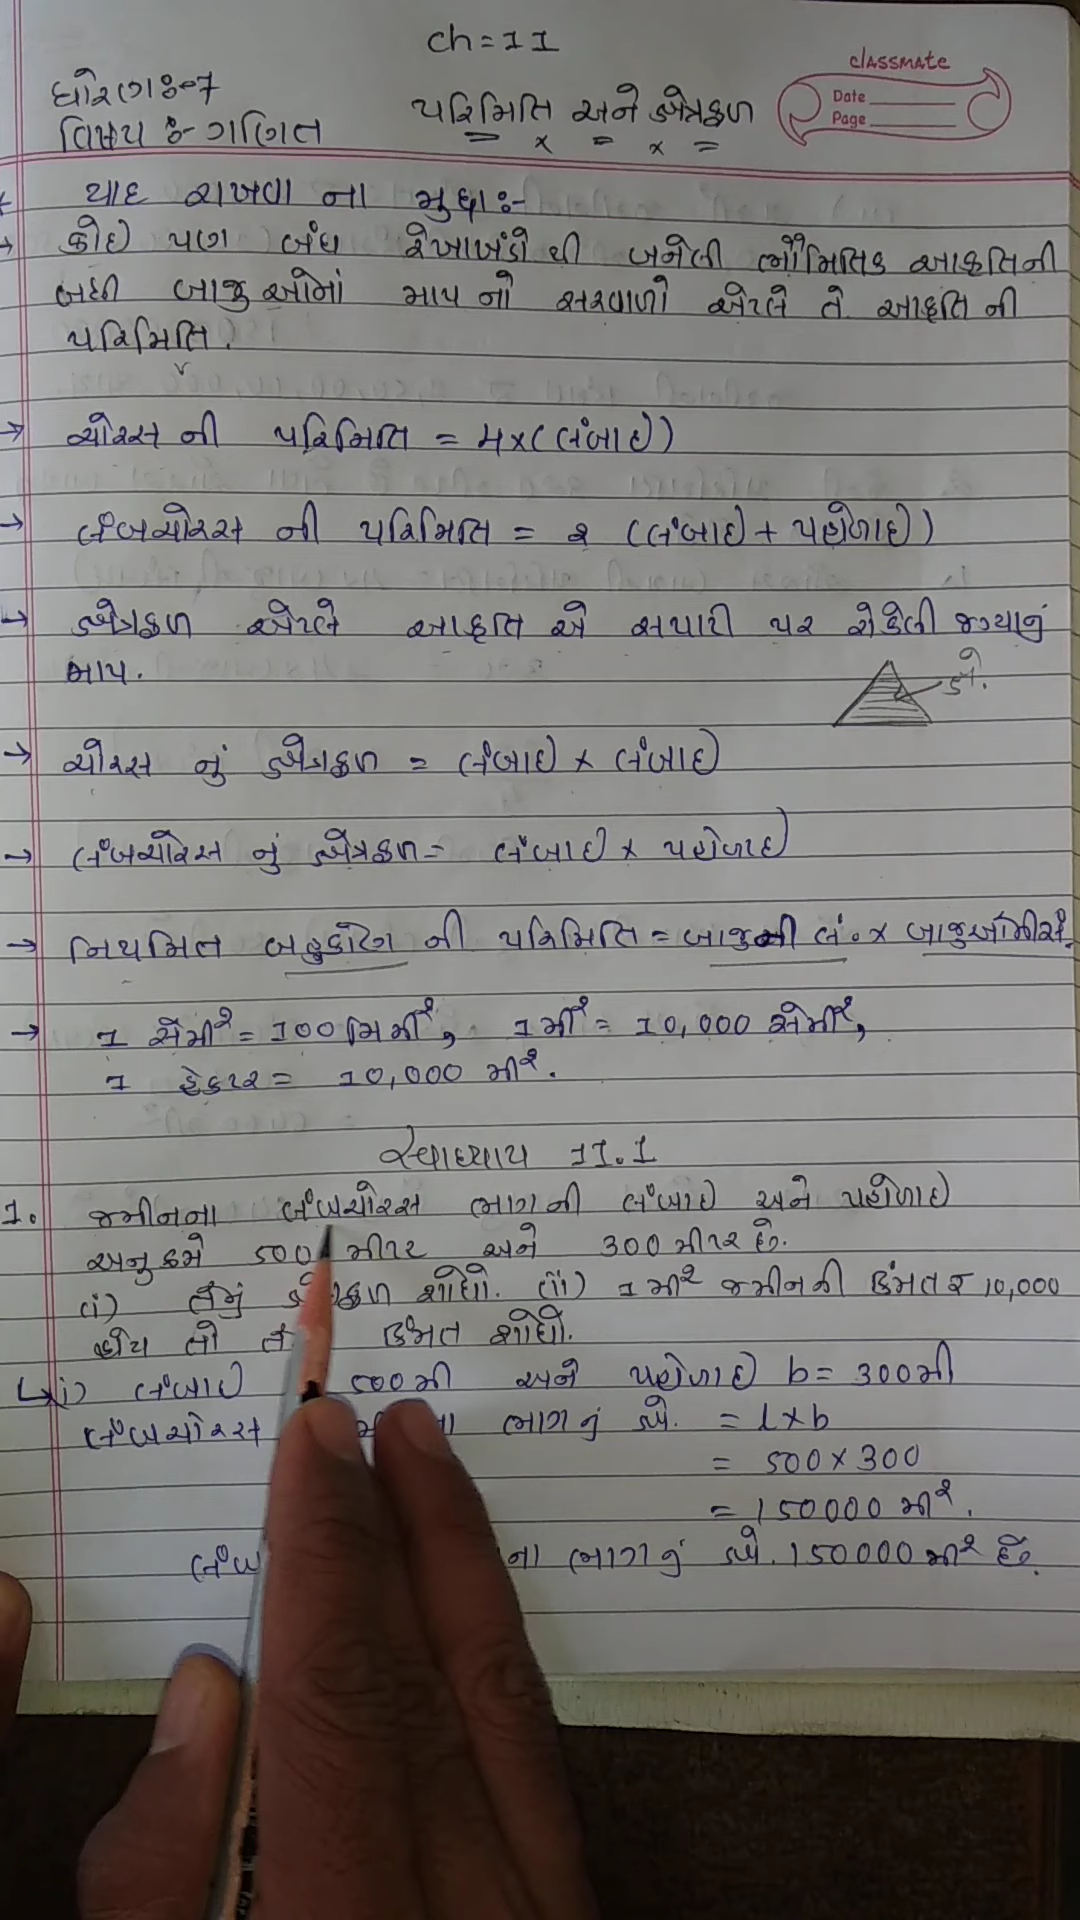 ch = 11
classmate
Date
Page
ધોરણઃ-7
પરિમિતિ અને ક્ષેત્રફળ
વિષય ઃ- ગણિત
યાદ રાખવા ના મુદ્દાઃ-
→ કોઈ પણ બંધ રેખાખંડો થી બનેલી ભૌમિતિક આકૃતિની
બધી બાજુઓમાં માપનો સરવાળો એટલે તે આકૃતિ ની
પરિમિતિ.
→ ચોરસ ની પરિમિતિ = 4×(લંબાઈ)
→ લંબચોરસ ની પરિમિતિ = ૨ (લંબાઈ + પહોળાઈ)
→ ક્ષેત્રફળ એટલે આકૃતિ એ સપાટી પર રોકેલી જગ્યાનું
માપ.
ક્ષે.
→ ચોરસ નું ક્ષેત્રફળ = લંબાઈ × લંબાઈ
→ લંબચોરસ નું ક્ષેત્રફળ = લંબાઈ × પહોળાઈ
→ નિયમિત બહુકોણ ની પરિમિતિ = બાજુની લં. × બાજુઓની સં.
→ 1 સેમી² = 100 મિમી², 1 મી² = 10,000 સેમી²,
1 હેક્ટર = 10,000 મી².
સ્વાધ્યાય 11.1
1. જમીનના લંબચોરસ ભાગની લંબાઈ અને પહોળાઈ
અનુક્રમે 500 મીટર અને 300 મીટર છે.
(i) તેનું ક્ષેત્રફળ શોધો. (ii) 1 મી² જમીનની કિંમત ₹ 10,000
હોય તો કિંમત શોધો.
↳ i) લંબાઈ 500મી અને પહોળાઈ b = 300મી
લંબચોરસ ભાગનું ક્ષે. = l × b
= 500 × 300
= 150000 મી².
ના ભાગનું ક્ષે. 150000 મી² છે.